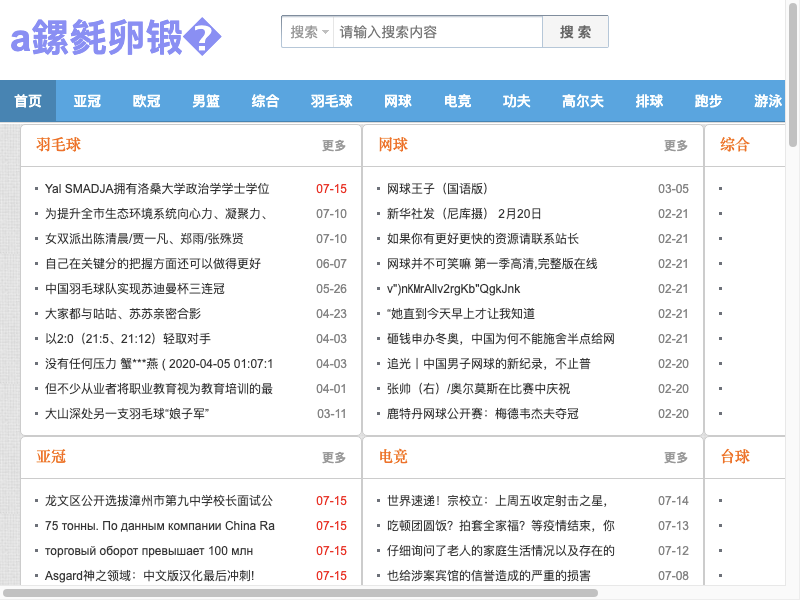 a鏍毵卵锻�
搜索 请输入搜索内容 搜 索
首页 亚冠 欧冠 男篮 综合 羽毛球 网球 电竞 功夫 高尔夫 排球 跑步 游泳
羽毛球 更多
Yal SMADJA拥有洛桑大学政治学学士学位 07-15
为提升全市生态环境系统向心力、凝聚力、 07-10
女双派出陈清晨/贾一凡、郑雨/张殊贤 07-10
自己在关键分的把握方面还可以做得更好 06-07
中国羽毛球队实现苏迪曼杯三连冠 05-26
大家都与咕咕、苏苏亲密合影 04-23
以2:0（21:5、21:12）轻取对手 04-03
没有任何压力 蟹***燕 ( 2020-04-05 01:07:1 04-03
但不少从业者将职业教育视为教育培训的最 04-01
大山深处另一支羽毛球“娘子军” 03-11
网球 更多
网球王子（国语版） 03-05
新华社发（尼库摄） 2月20日 02-21
如果你有更好更快的资源请联系站长 02-21
网球并不可笑嘛 第一季高清,完整版在线 02-21
v")n㎏MrAllv2rgKb"QgkJnk 02-21
“她直到今天早上才让我知道 02-21
砸钱申办冬奥，中国为何不能施舍半点给网 02-21
追光丨中国男子网球的新纪录，不止普 02-20
张帅（右）/奥尔莫斯在比赛中庆祝 02-20
鹿特丹网球公开赛：梅德韦杰夫夺冠 02-20
综合
亚冠 更多
龙文区公开选拔漳州市第九中学校长面试公 07-15
75 тонны. По данным компании China Ra 07-15
торговый оборот превышает 100 млн 07-15
Asgard神之领域：中文版汉化最后冲刺! 07-15
电竞 更多
世界速递！宗校立：上周五收定射击之星, 07-14
吃顿团圆饭？拍套全家福？等疫情结束，你 07-13
仔细询问了老人的家庭生活情况以及存在的 07-12
也给涉案宾馆的信誉造成的严重的损害 07-08
台球